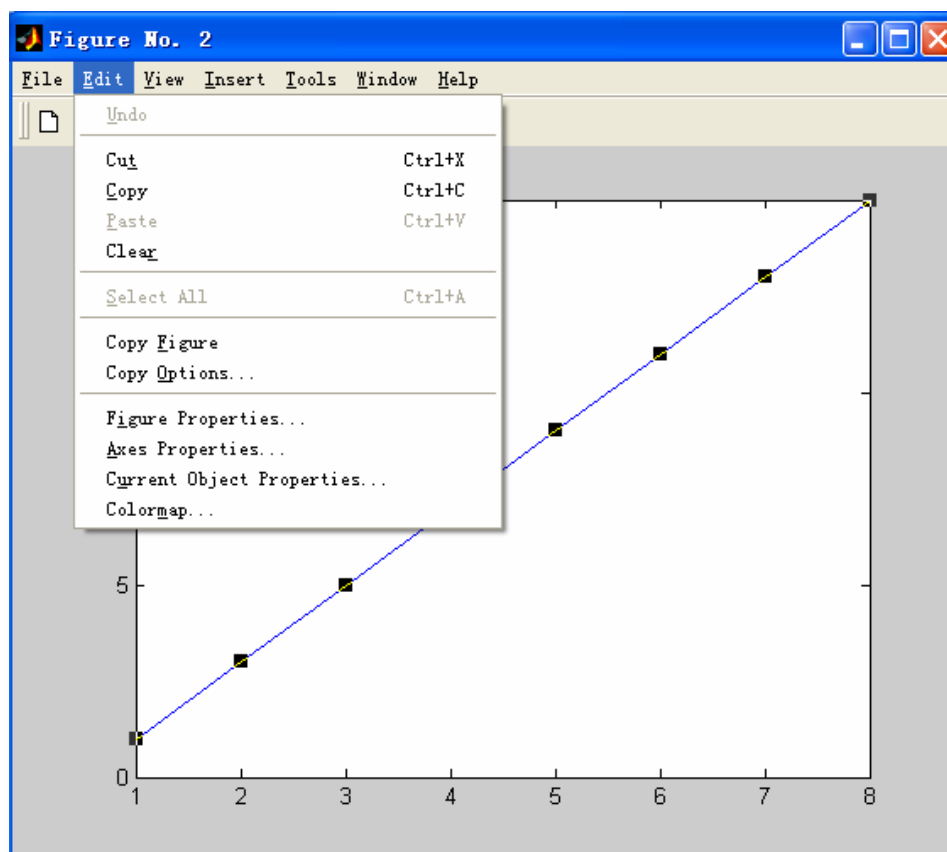 Figure No. 2
File Edit View Insert Tools Window Help
Undo
Cut Ctrl+X
Copy Ctrl+C
Paste Ctrl+V
Clear
Select All Ctrl+A
Copy Figure
Copy Options...
Figure Properties...
Axes Properties...
Current Object Properties...
Colormap...
5
0
1 2 3 4 5 6 7 8